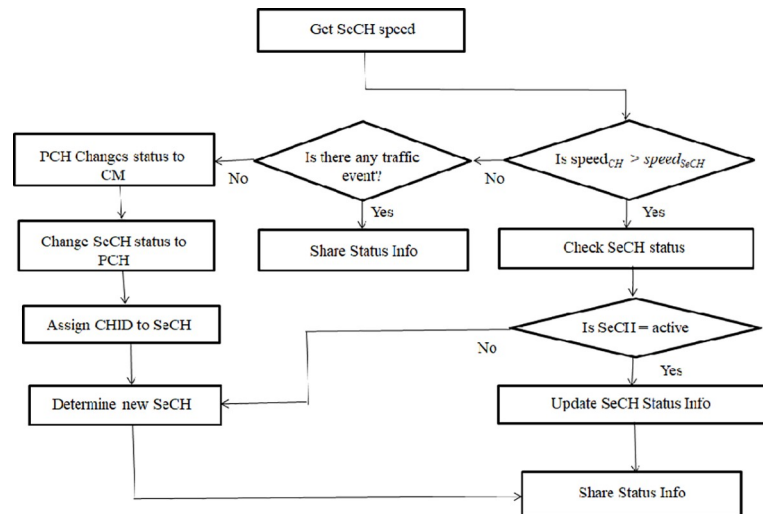 Get SeCH speed
PCH Changes status to
CM
No
Is there any traffic
event?
No
Is speed_CH > speed_SeCH
Yes
Yes
Change SeCH status to
PCH
Share Status Info
Check SeCH status
Assign CHID to SeCH
Is SeCH = active
No
Yes
Determine new SeCH
Update SeCH Status Info
Share Status Info